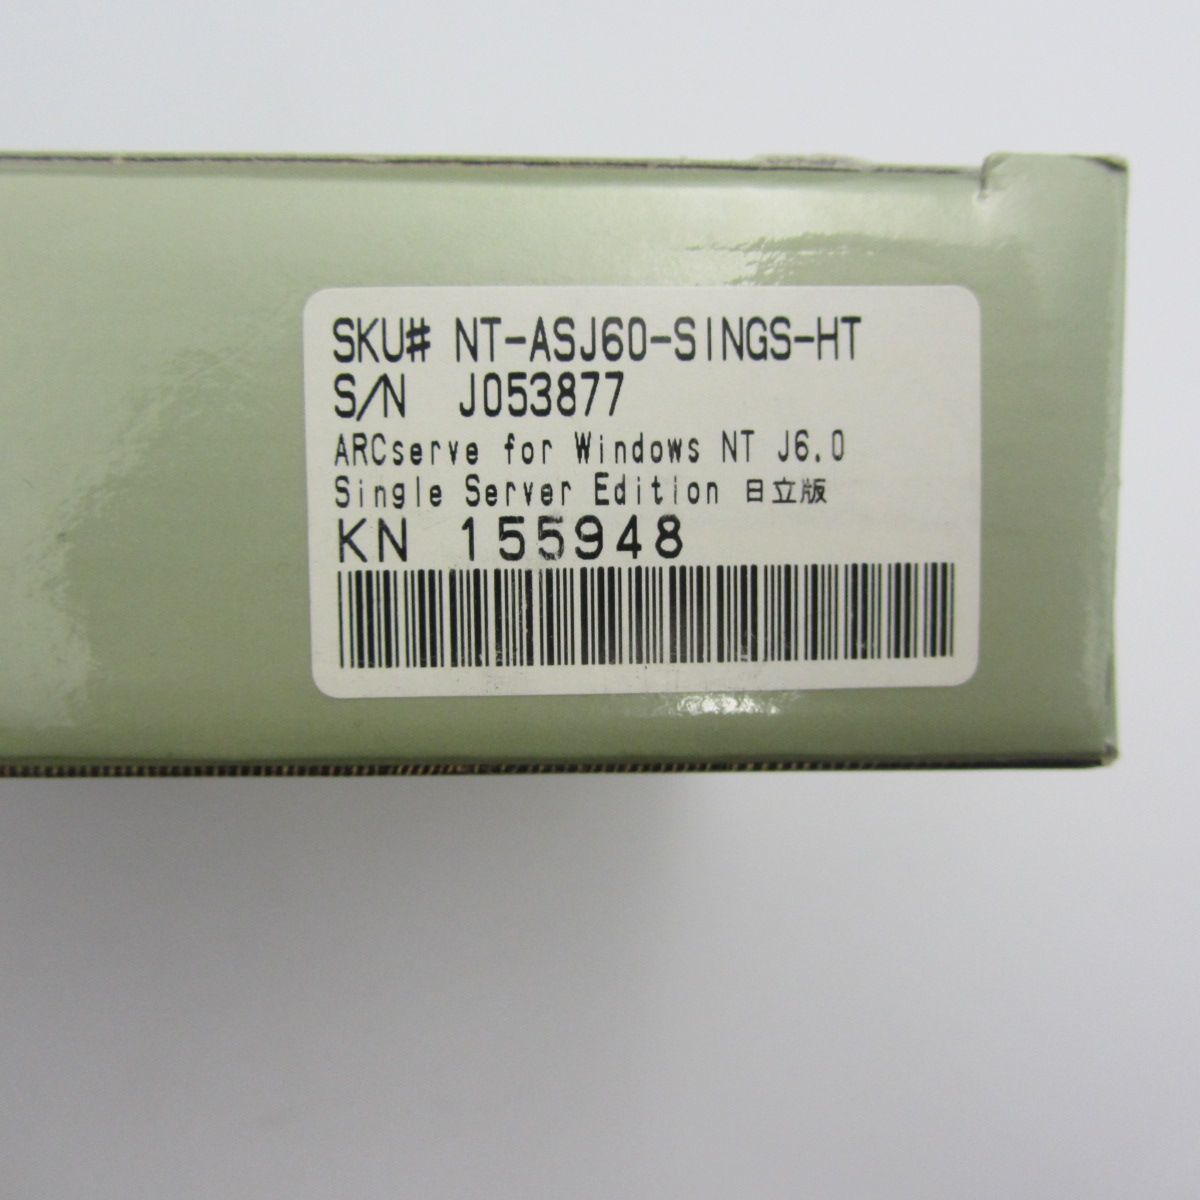 SKU# NT-ASJ60-SINGS-HT
S/N J053877
ARCserve for Windows NT J6.0
Single Server Edition 日立版
KN 155948